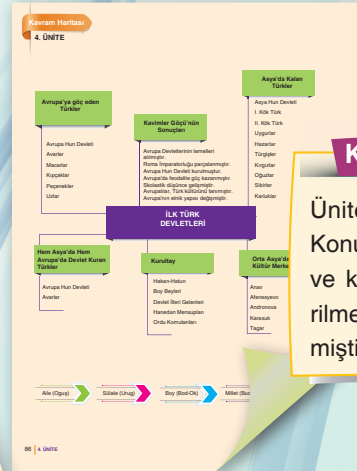 Kavram Haritası
4. ÜNİTE
Avrupa'ya göç eden
Türkler
Avrupa Hun Devleti
Avarlar
Macarlar
Kıpçaklar
Peçenekler
Uzlar
Kavimler Göçü'nün
Sonuçları
Avrupa Devletlerinin temelleri
atılmıştır.
Roma İmparatorluğu parçalanmıştır.
Avrupa Hun Devleti kurulmuştur.
Avrupa'da feodalite güç kazanmıştır.
Skolastik düşünce gelişmiştir.
Avrupalılar, Türk kültürünü tanımıştır.
Avrupa'nın etnik yapısı değişmiştir.
Asya'da Kalan
Türkler
Asya Hun Devleti
I. Kök Türk
II. Kök Türk
Uygurlar
Hazarlar
Türgişler
Kırgızlar
Oğuzlar
Sibirler
Karluklar
İLK TÜRK
DEVLETLERİ
Hem Asya'da Hem
Avrupa'da Devlet Kuran
Türkler
Avrupa Hun Devleti
Avarlar
Kurultay
Hakan-Hatun
Boy Beyleri
Devlet İleri Gelenleri
Hanedan Mensupları
Ordu Komutanları
Orta Asya'da
Kültür Merke
Anav
Afenasyevo
Andronova
Karasuk
Tagar
Aile (Oguş)
Sülale (Urug)
Boy (Bod-Ok)
Millet (Bu
86 4. ÜNİTE
K
Ünite
Konu
ve k
rilme
mişti